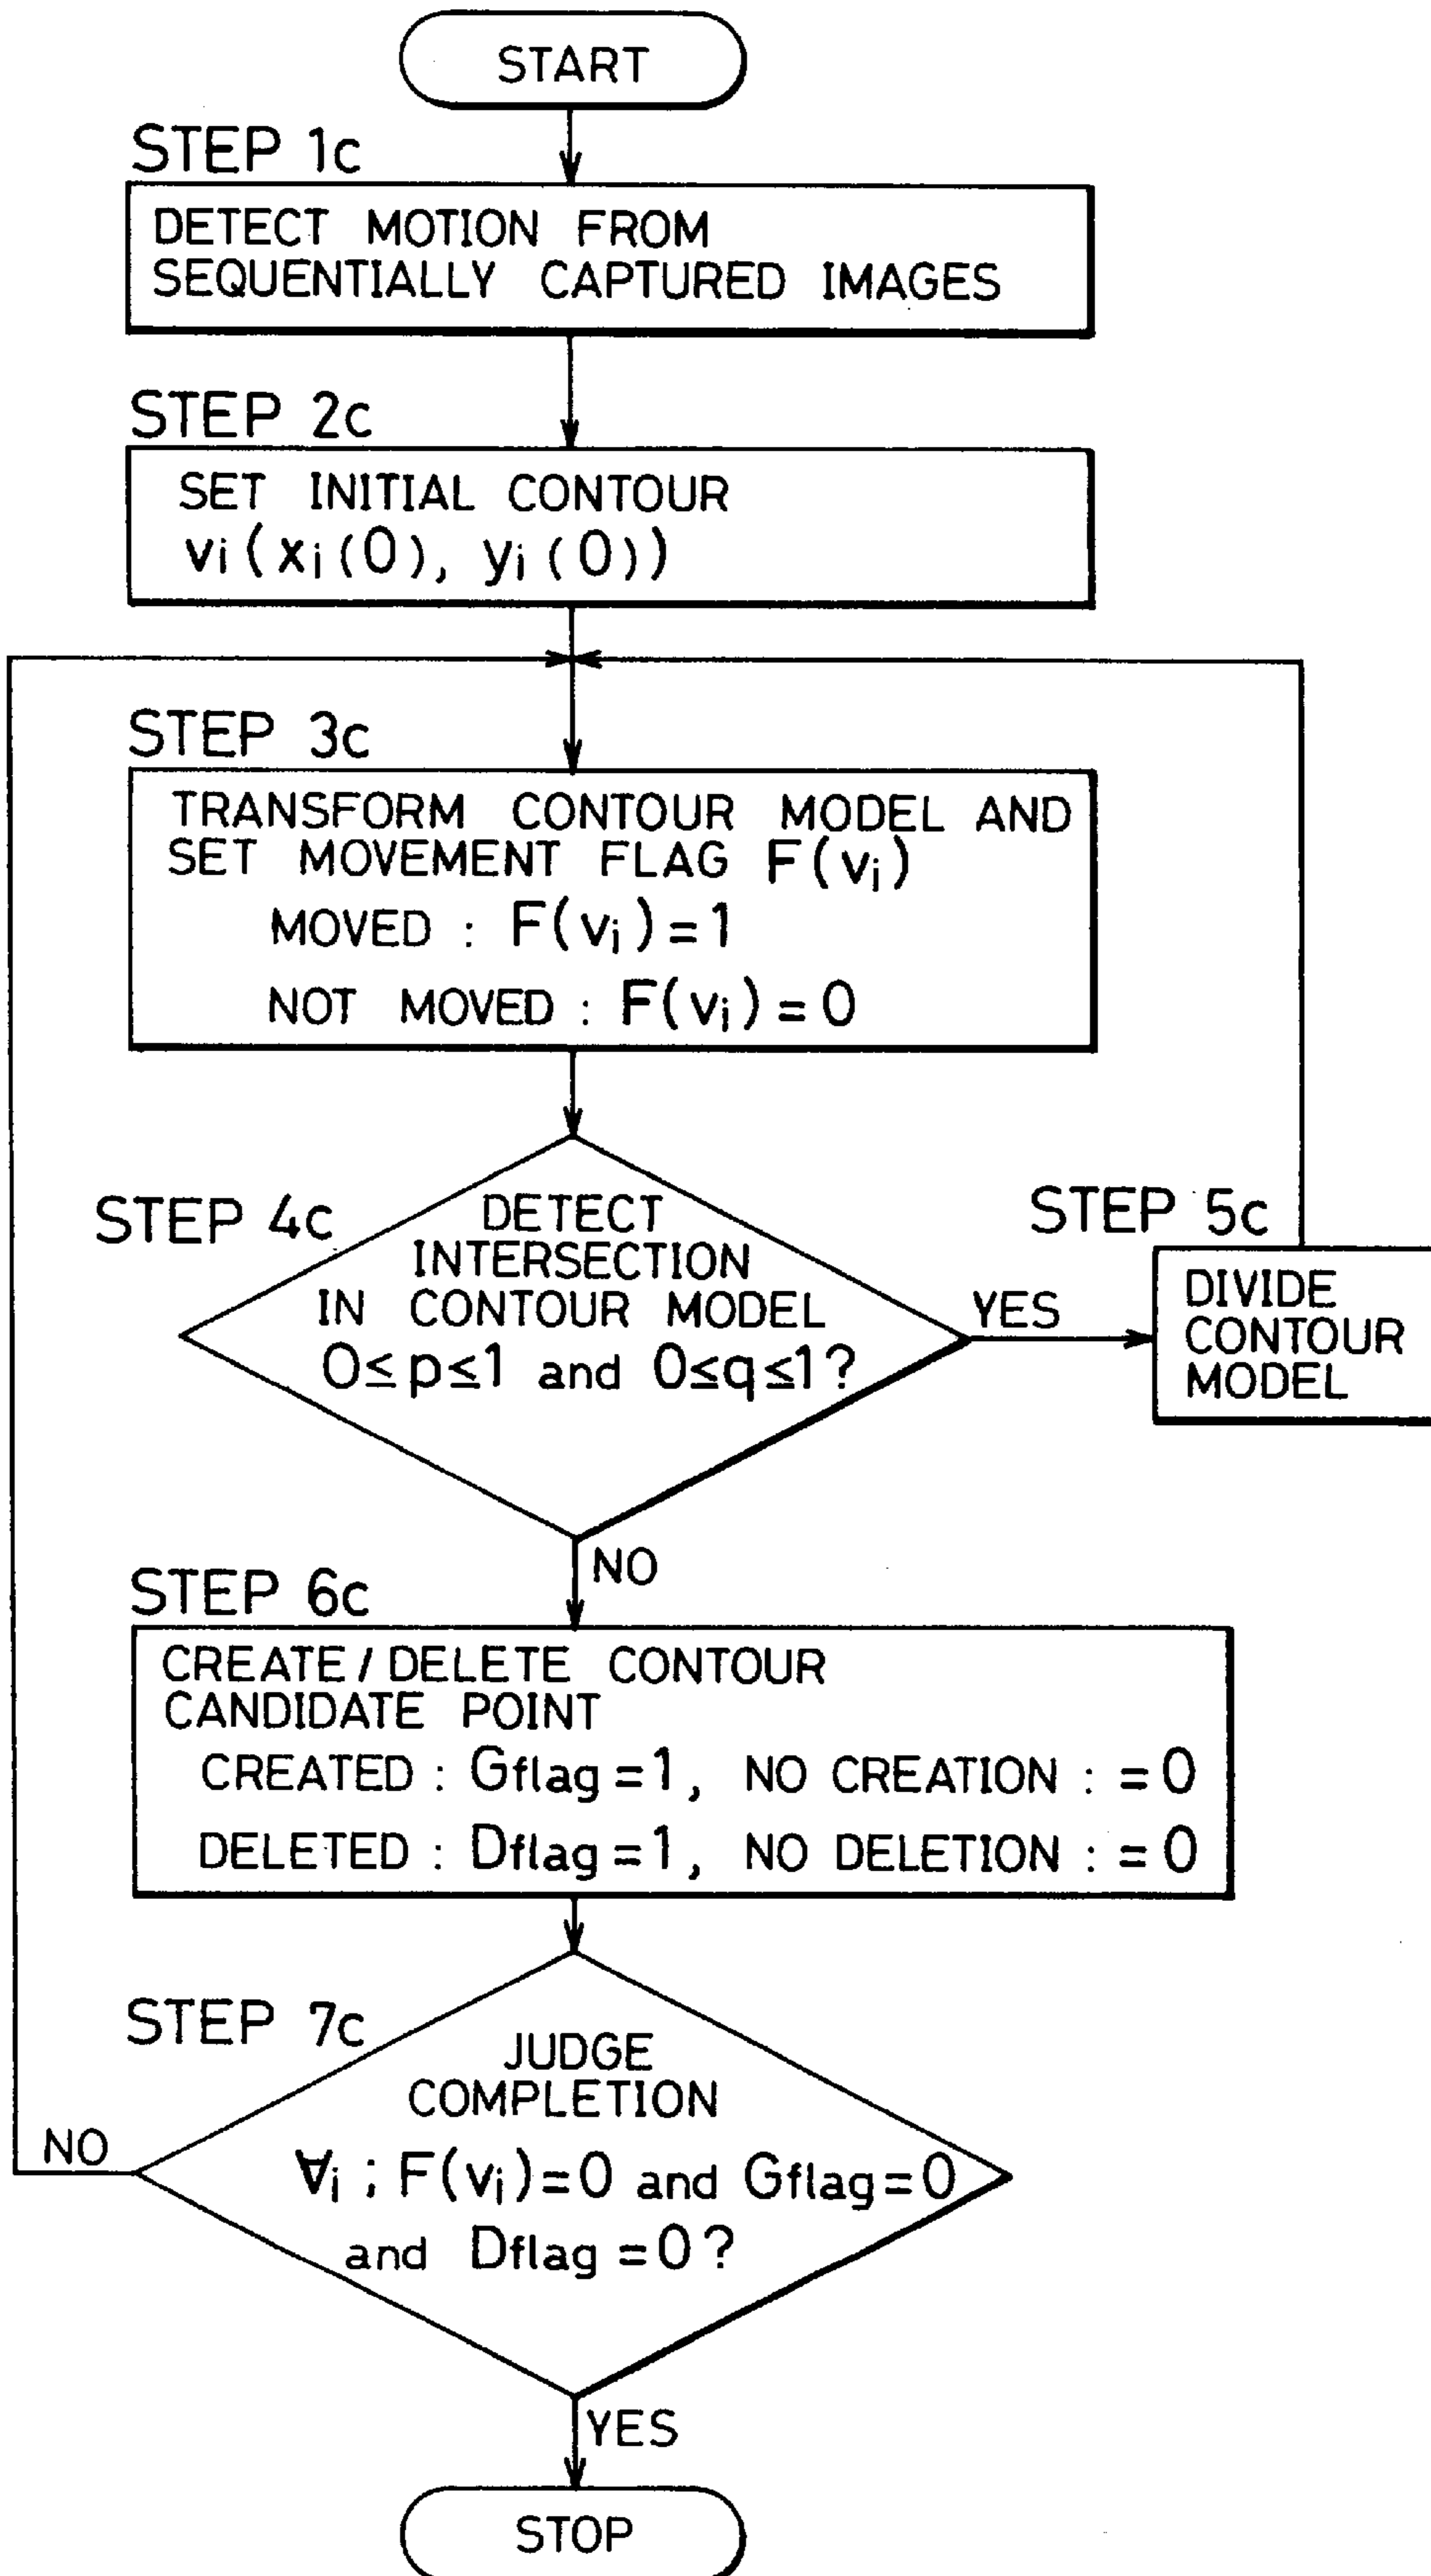 START
STEP 1c
DETECT MOTION FROM
SEQUENTIALLY CAPTURED IMAGES
STEP 2c
SET INITIAL CONTOUR
vi(xi(0), yi(0))
STEP 3c
TRANSFORM CONTOUR MODEL AND
SET MOVEMENT FLAG F(vi)
MOVED : F(vi)=1
NOT MOVED : F(vi)=0
STEP 4c
DETECT
INTERSECTION
IN CONTOUR MODEL
0≤p≤1 and 0≤q≤1?
YES
STEP 5c
DIVIDE
CONTOUR
MODEL
NO
STEP 6c
CREATE/DELETE CONTOUR
CANDIDATE POINT
CREATED : Gflag=1, NO CREATION : =0
DELETED : Dflag=1, NO DELETION : =0
STEP 7c
JUDGE
COMPLETION
∀i ; F(vi)=0 and Gflag=0
and Dflag=0?
NO
YES
STOP